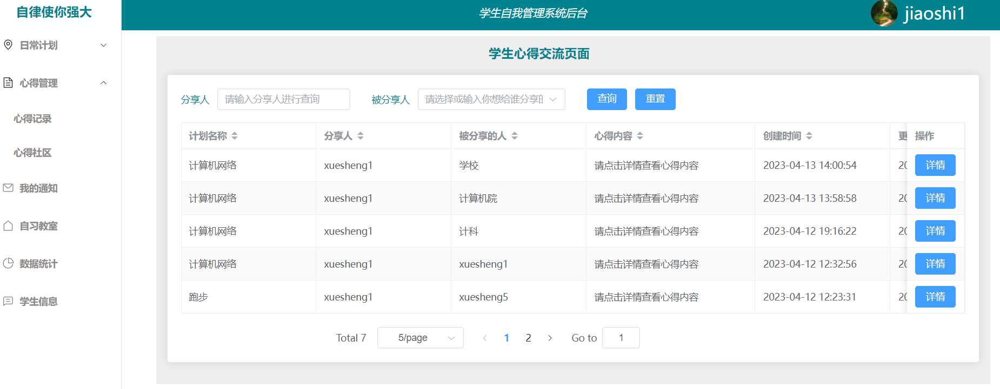 自律使你强大
学生自我管理系统后台
jiaoshi1
日常计划
心得管理
心得记录
心得社区
我的通知
自习教室
数据统计
学生信息
学生心得交流页面
分享人 请输入分享人进行查询 被分享人 请选择或输入你想给谁分享的 查询 重置
计划名称 分享人 被分享的人 心得内容 创建时间 更 操作
计算机网络 xuesheng1 学校 请点击详情查看心得内容 2023-04-13 14:00:54 20 详情
计算机网络 xuesheng1 计算机院 请点击详情查看心得内容 2023-04-13 13:58:58 20 详情
计算机网络 xuesheng1 计科 请点击详情查看心得内容 2023-04-12 19:16:22 20 详情
计算机网络 xuesheng1 xuesheng1 请点击详情查看心得内容 2023-04-12 12:32:56 20 详情
跑步 xuesheng1 xuesheng5 请点击详情查看心得内容 2023-04-12 12:23:31 20 详情
Total 7 5/page 1 2 Go to 1